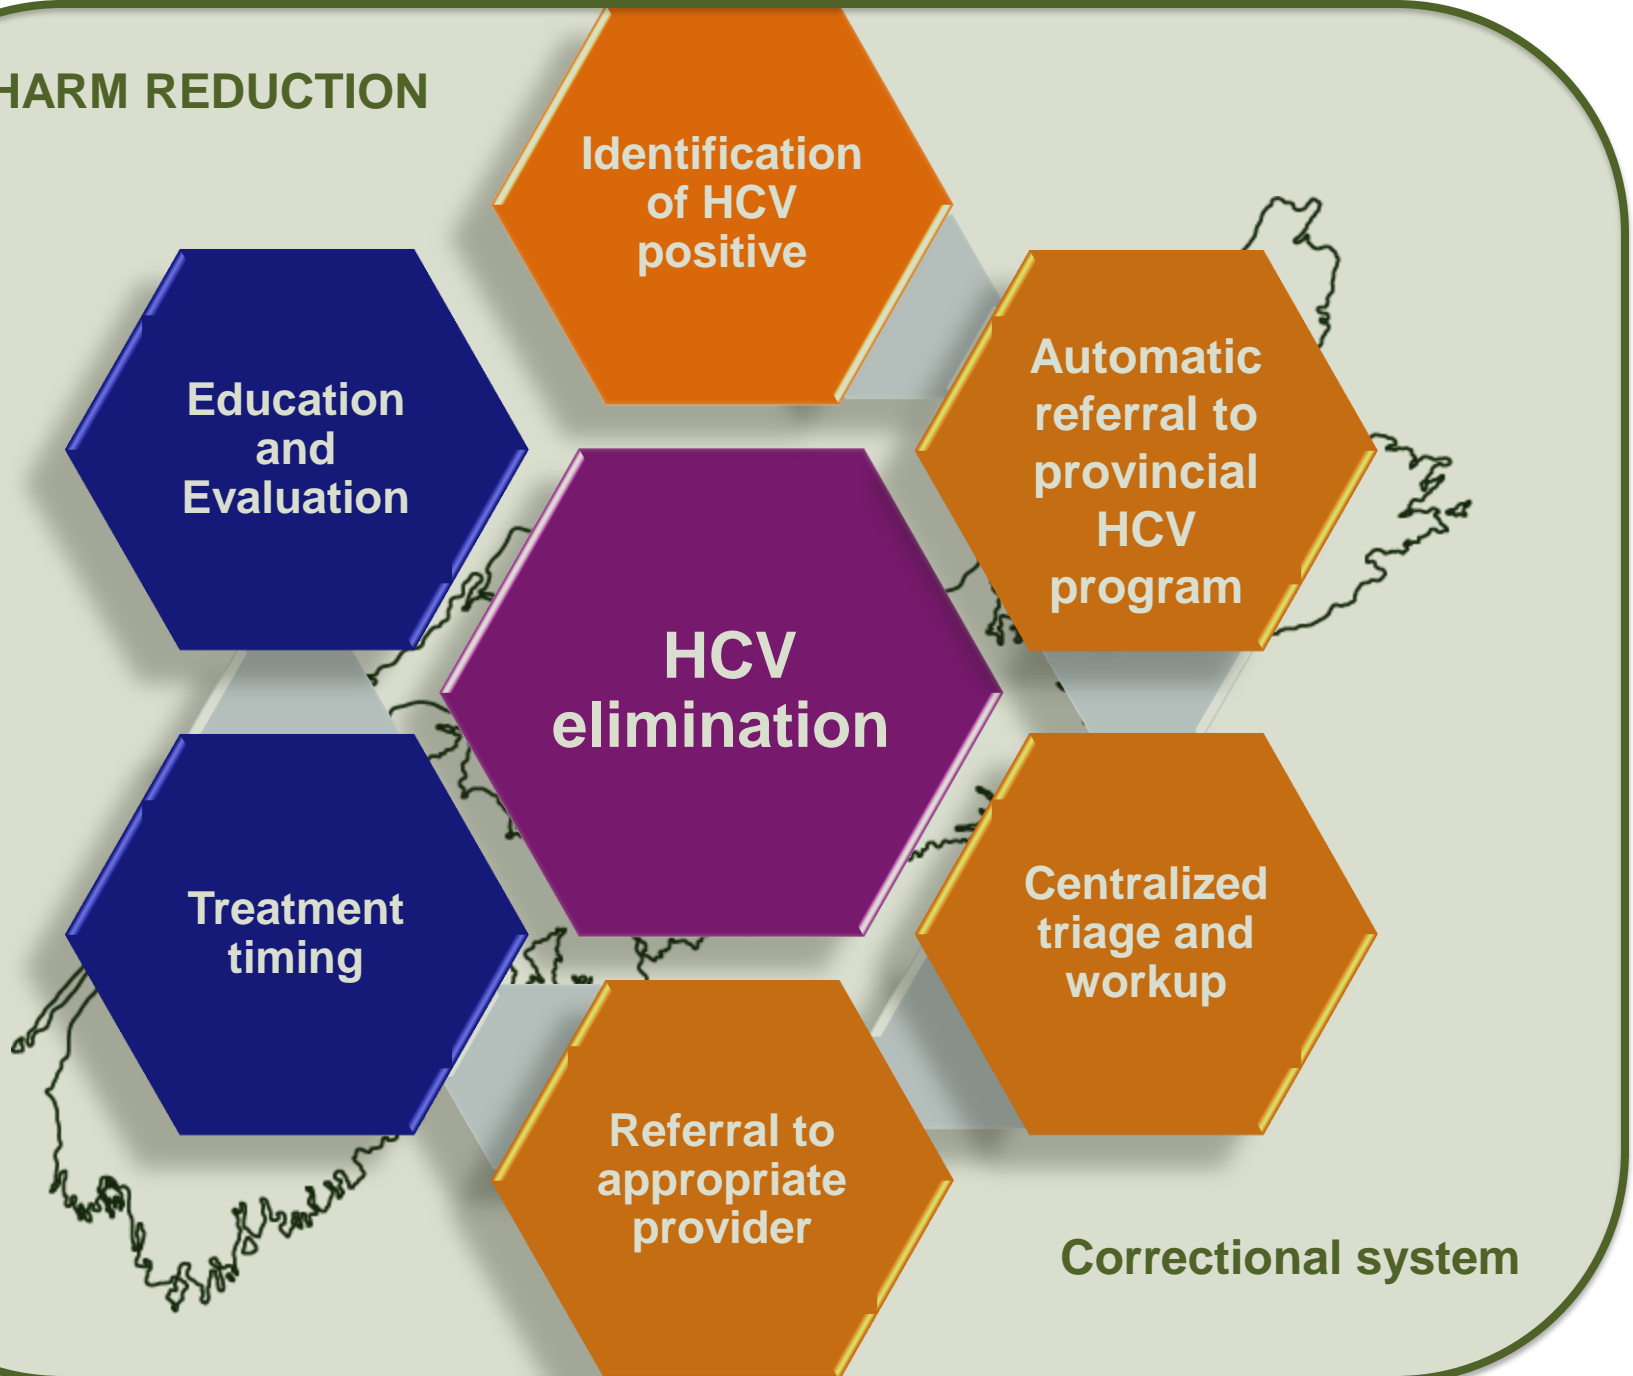 HARM REDUCTION
Identification
of HCV
positive
Automatic
referral to
provincial
HCV
program
Education
and
Evaluation
HCV
elimination
Treatment
timing
Centralized
triage and
workup
Referral to
appropriate
provider
Correctional system